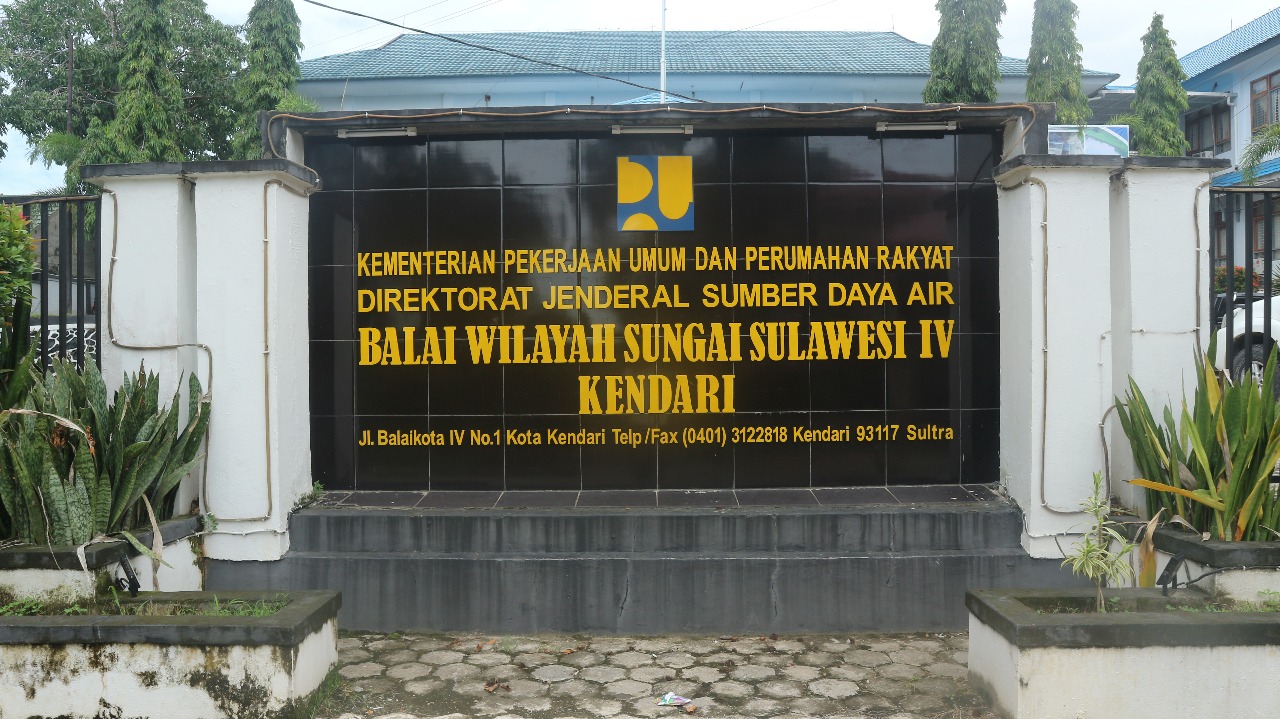 PU
KEMENTERIAN PEKERJAAN UMUM DAN PERUMAHAN RAKYAT
DIREKTORAT JENDERAL SUMBER DAYA AIR
BALAI WILAYAH SUNGAI SULAWESI IV
KENDARI
Jl. Balaikota IV No.1 Kota Kendari Telp /Fax (0401) 3122818 Kendari 93117 Sultra